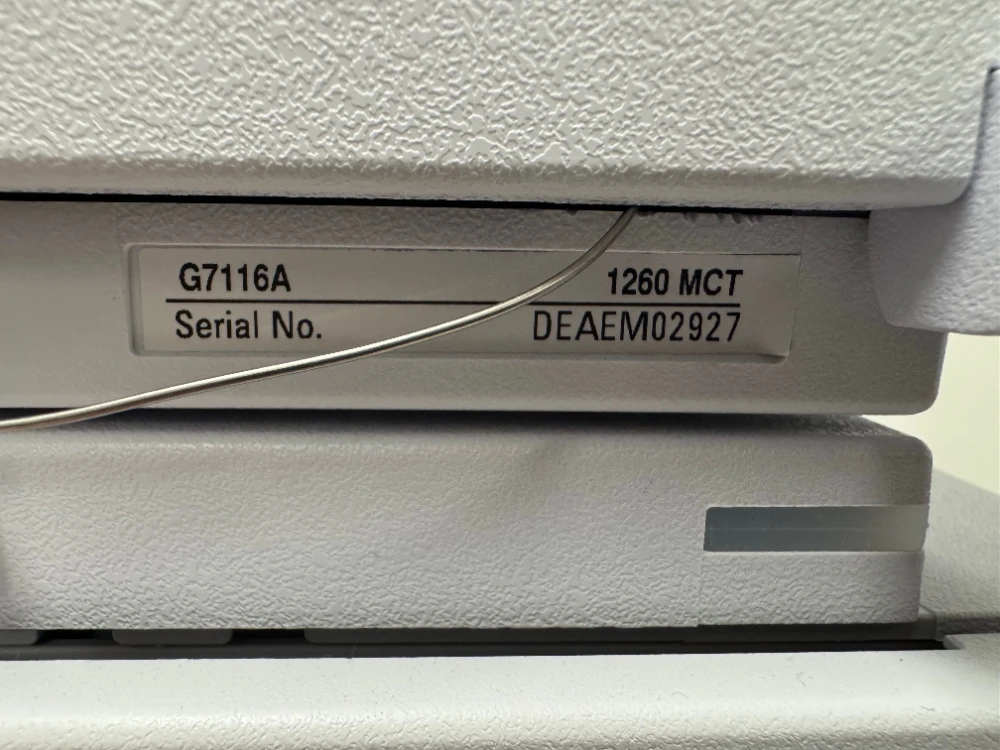 G7116A 1260 MCT
Serial No. DEAEM02927